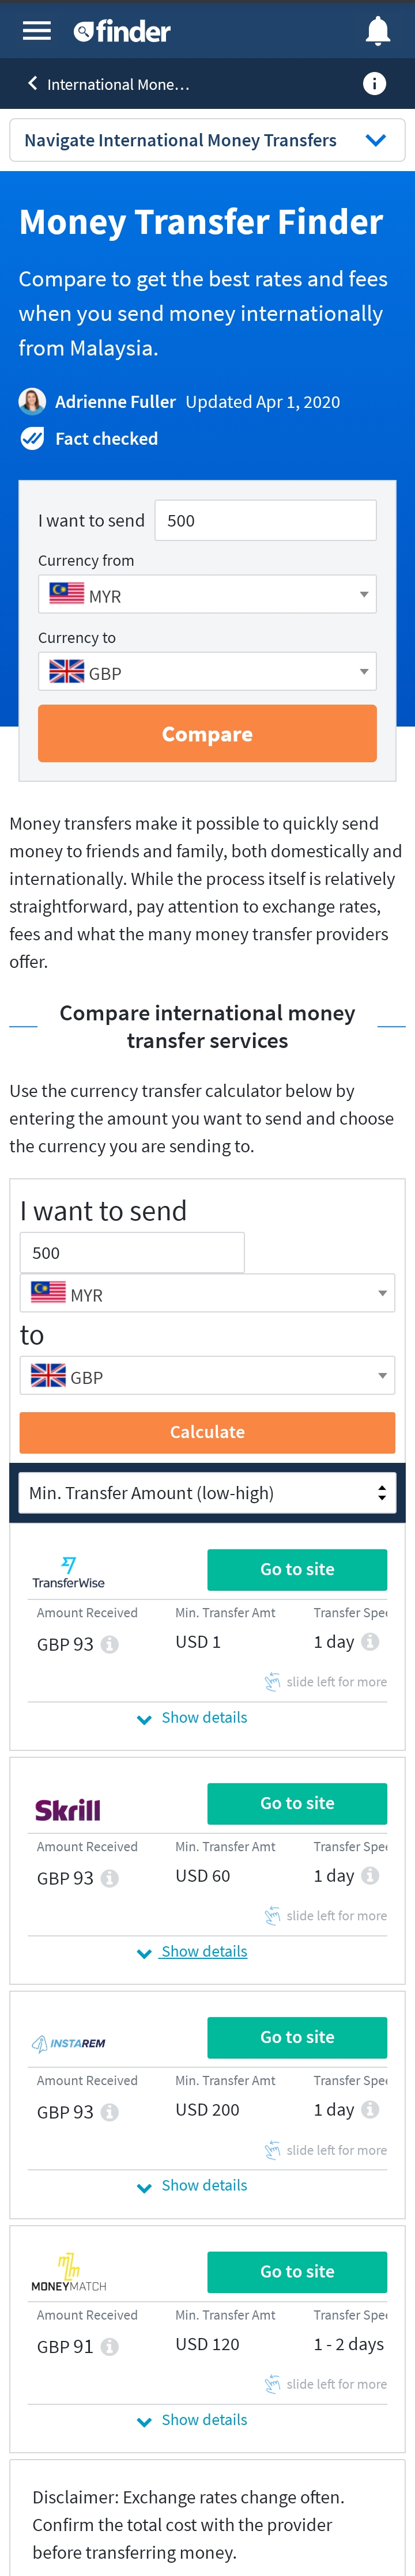 finder
International Mone...
Navigate International Money Transfers
Money Transfer Finder
Compare to get the best rates and fees
when you send money internationally
from Malaysia.
Adrienne Fuller Updated Apr 1, 2020
Fact checked
I want to send 500
Currency from
MYR
Currency to
GBP
Compare
Money transfers make it possible to quickly send
money to friends and family, both domestically and
internationally. While the process itself is relatively
straightforward, pay attention to exchange rates,
fees and what the many money transfer providers
offer.
Compare international money
transfer services
Use the currency transfer calculator below by
entering the amount you want to send and choose
the currency you are sending to.
I want to send
500
MYR
to
GBP
Calculate
Min. Transfer Amount (low-high)
TransferWise
Go to site
Amount Received Min. Transfer Amt Transfer Spee
GBP 93 USD 1 1 day
slide left for more
Show details
Skrill
Go to site
Amount Received Min. Transfer Amt Transfer Spee
GBP 93 USD 60 1 day
slide left for more
Show details
INSTAREM
Go to site
Amount Received Min. Transfer Amt Transfer Spee
GBP 93 USD 200 1 day
slide left for more
Show details
MONEYMATCH
Go to site
Amount Received Min. Transfer Amt Transfer Spee
GBP 91 USD 120 1 - 2 days
slide left for more
Show details
Disclaimer: Exchange rates change often.
Confirm the total cost with the provider
before transferring money.